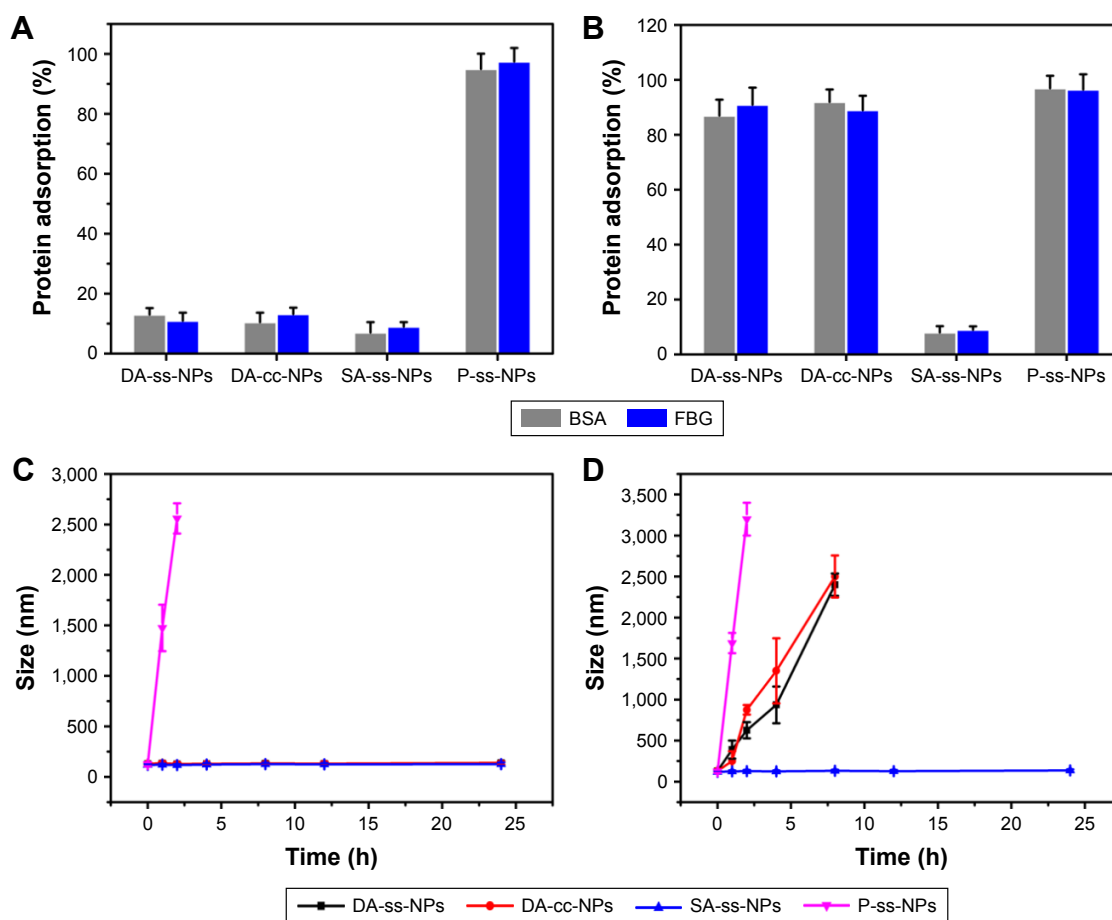 A
Protein adsorption (%)
100
80
60
40
20
0
DA-ss-NPs DA-cc-NPs SA-ss-NPs P-ss-NPs
B
Protein adsorption (%)
120
100
80
60
40
20
0
DA-ss-NPs DA-cc-NPs SA-ss-NPs P-ss-NPs
BSA FBG
C
Size (nm)
3,000
2,500
2,000
1,500
1,000
500
0
0 5 10 15 20 25
Time (h)
D
Size (nm)
3,500
3,000
2,500
2,000
1,500
1,000
500
0
0 5 10 15 20 25
Time (h)
DA-ss-NPs DA-cc-NPs SA-ss-NPs P-ss-NPs